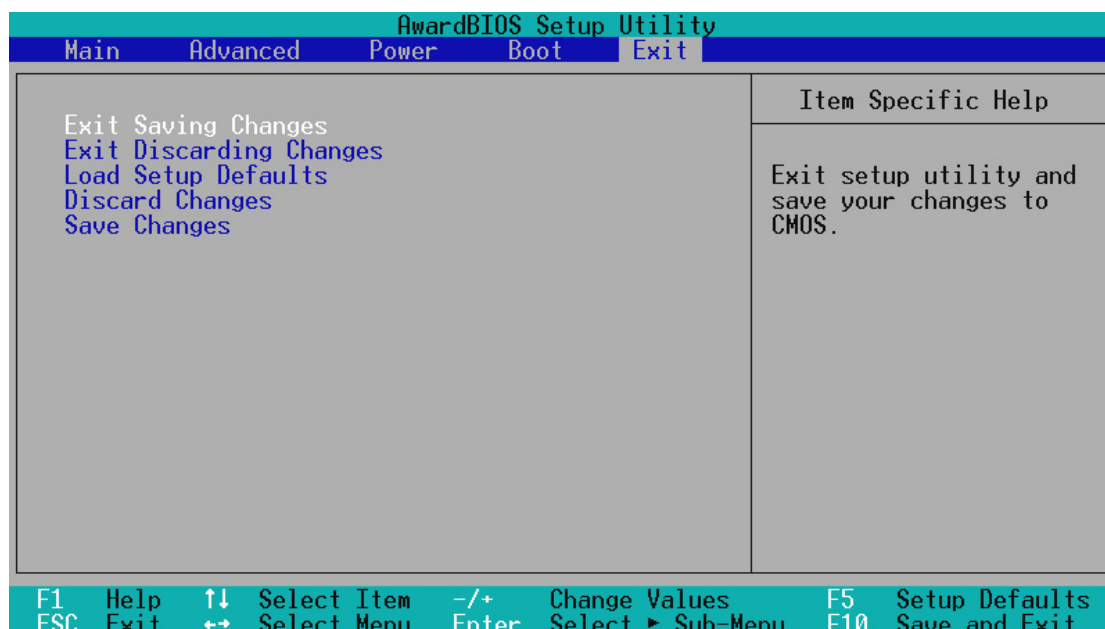 AwardBIOS Setup Utility
Main Advanced Power Boot Exit
Item Specific Help
Exit Saving Changes
Exit Discarding Changes
Load Setup Defaults
Discard Changes
Save Changes
Exit setup utility and
save your changes to
CMOS.
F1 Help ↑↓ Select Item -/+ Change Values F5 Setup Defaults
ESC Exit ←→ Select Menu Enter Select ► Sub-Menu F10 Save and Exit